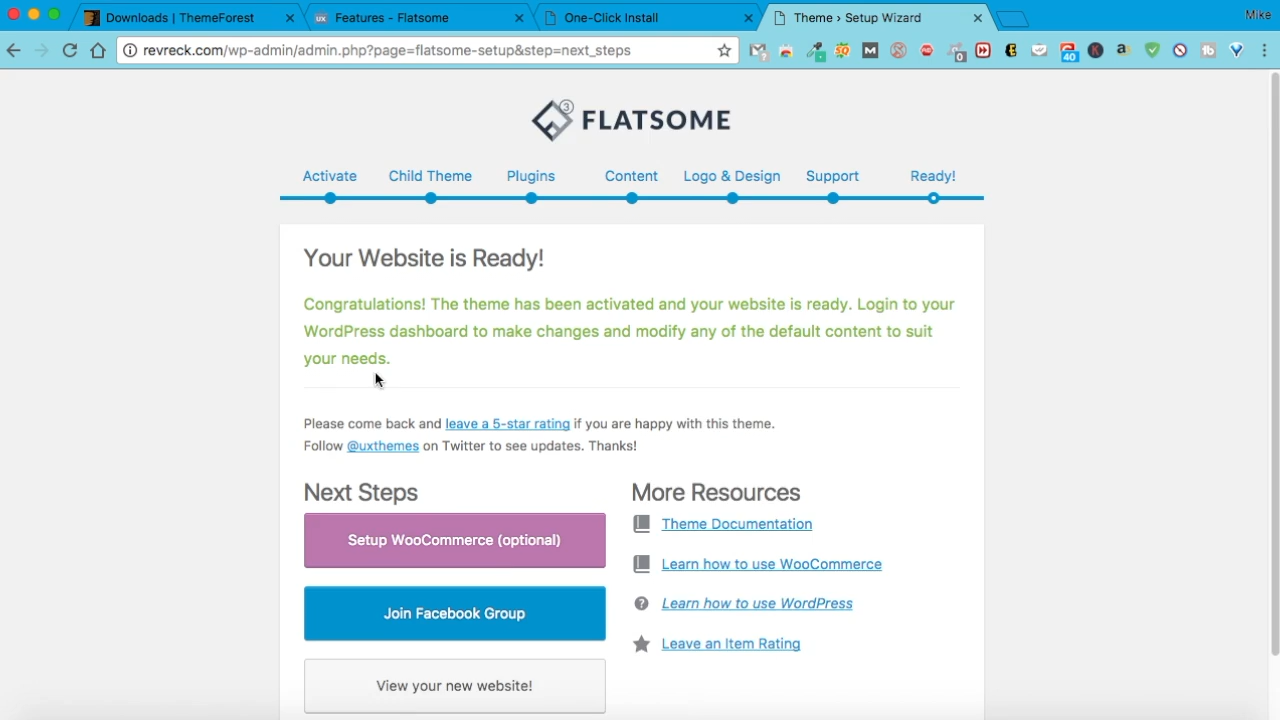 Downloads | ThemeForest
UX Features - Flatsome
One-Click Install
Theme › Setup Wizard
Mike
revreck.com/wp-admin/admin.php?page=flatsome-setup&step=next_steps
M
0
40
K
a
3 FLATSOME
Activate Child Theme Plugins Content Logo & Design Support Ready!
Your Website is Ready!
Congratulations! The theme has been activated and your website is ready. Login to your
WordPress dashboard to make changes and modify any of the default content to suit
your needs.
Please come back and leave a 5-star rating if you are happy with this theme.
Follow @uxthemes on Twitter to see updates. Thanks!
Next Steps
Setup WooCommerce (optional)
Join Facebook Group
View your new website!
More Resources
Theme Documentation
Learn how to use WooCommerce
Learn how to use WordPress
Leave an Item Rating